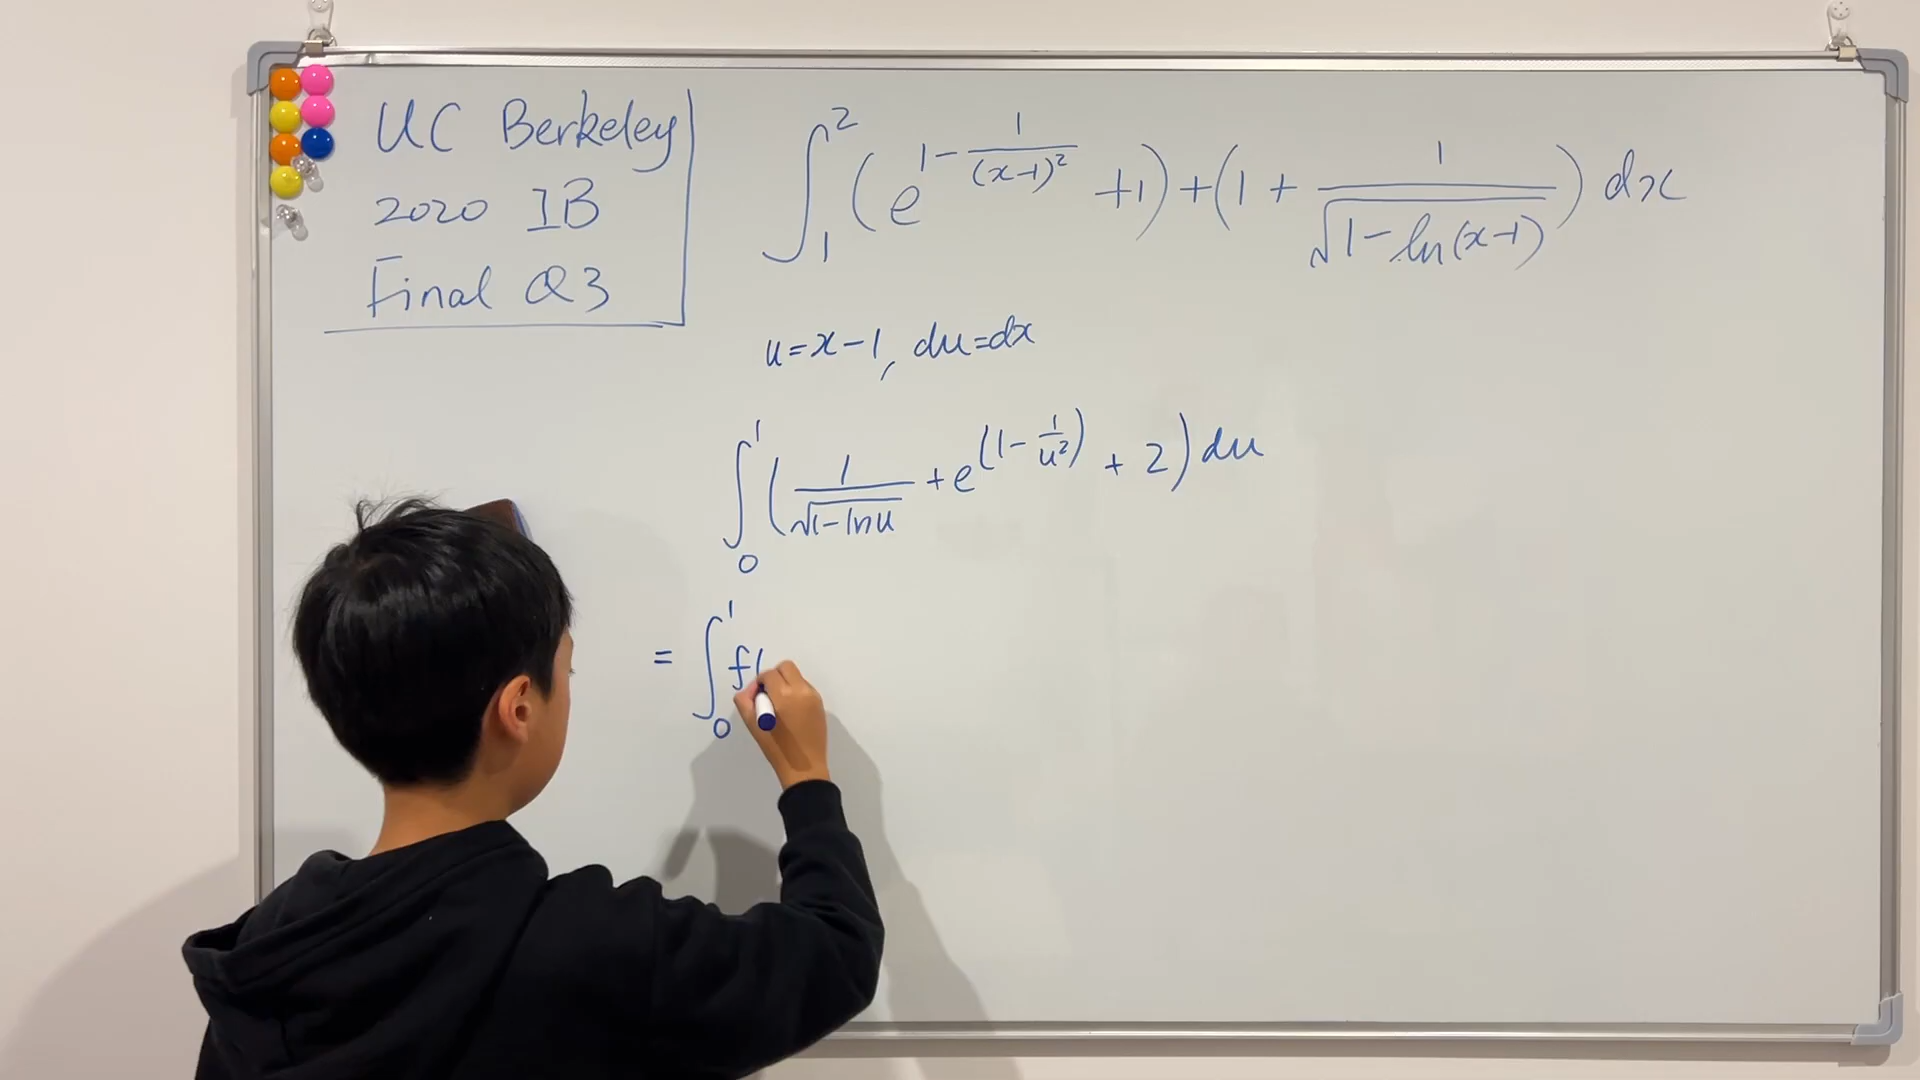 UC Berkeley
2020 IB
Final Q3
∫₁² (e^(1 - 1/(x-1)²) + 1) + (1 + 1/√(1 - ln(x-1))) dx
u = x - 1, du = dx
∫₀¹ (1/√(1 - ln u) + e^(1 - 1/u²) + 2) du
= ∫₀¹ f(